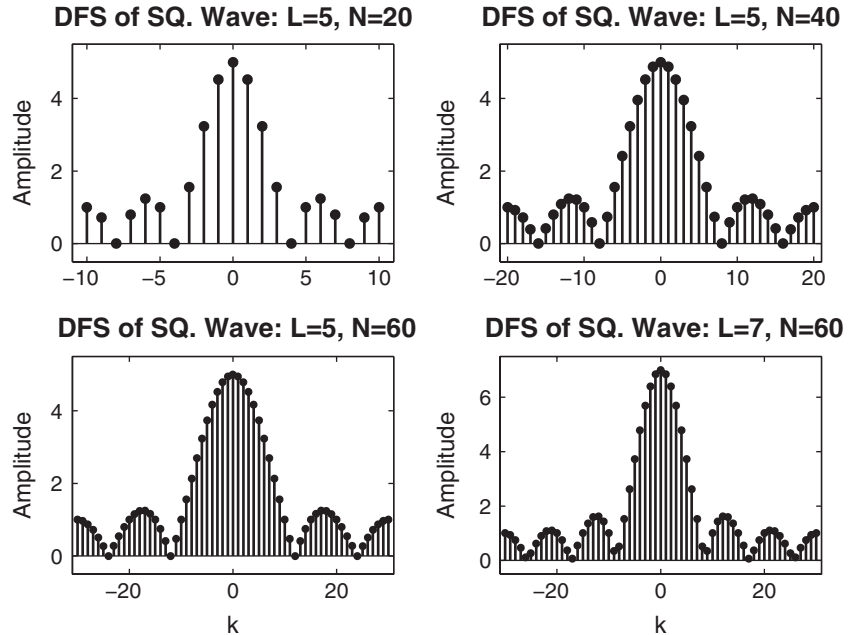 DFS of SQ. Wave: L=5, N=20
DFS of SQ. Wave: L=5, N=40
Amplitude
4
2
0
−10 −5 0 5 10
Amplitude
4
2
0
−20 −10 0 10 20
DFS of SQ. Wave: L=5, N=60
DFS of SQ. Wave: L=7, N=60
Amplitude
4
2
0
−20 0 20
k
Amplitude
6
4
2
0
−20 0 20
k